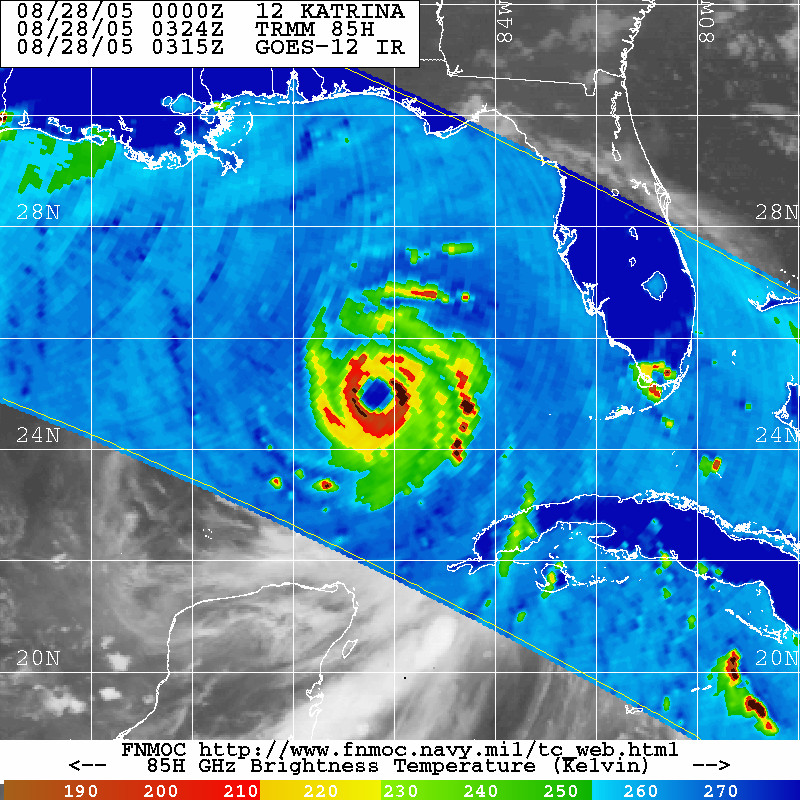 08/28/05 0000Z 12 KATRINA
08/28/05 0324Z TRMM 85H
08/28/05 0315Z GOES-12 IR
84W
80W
28N 28N
24N 24N
20N 20N
FNMOC http://www.fnmoc.navy.mil/tc_web.html
<-- 85H GHz Brightness Temperature (Kelvin) -->
190 200 210 220 230 240 250 260 270